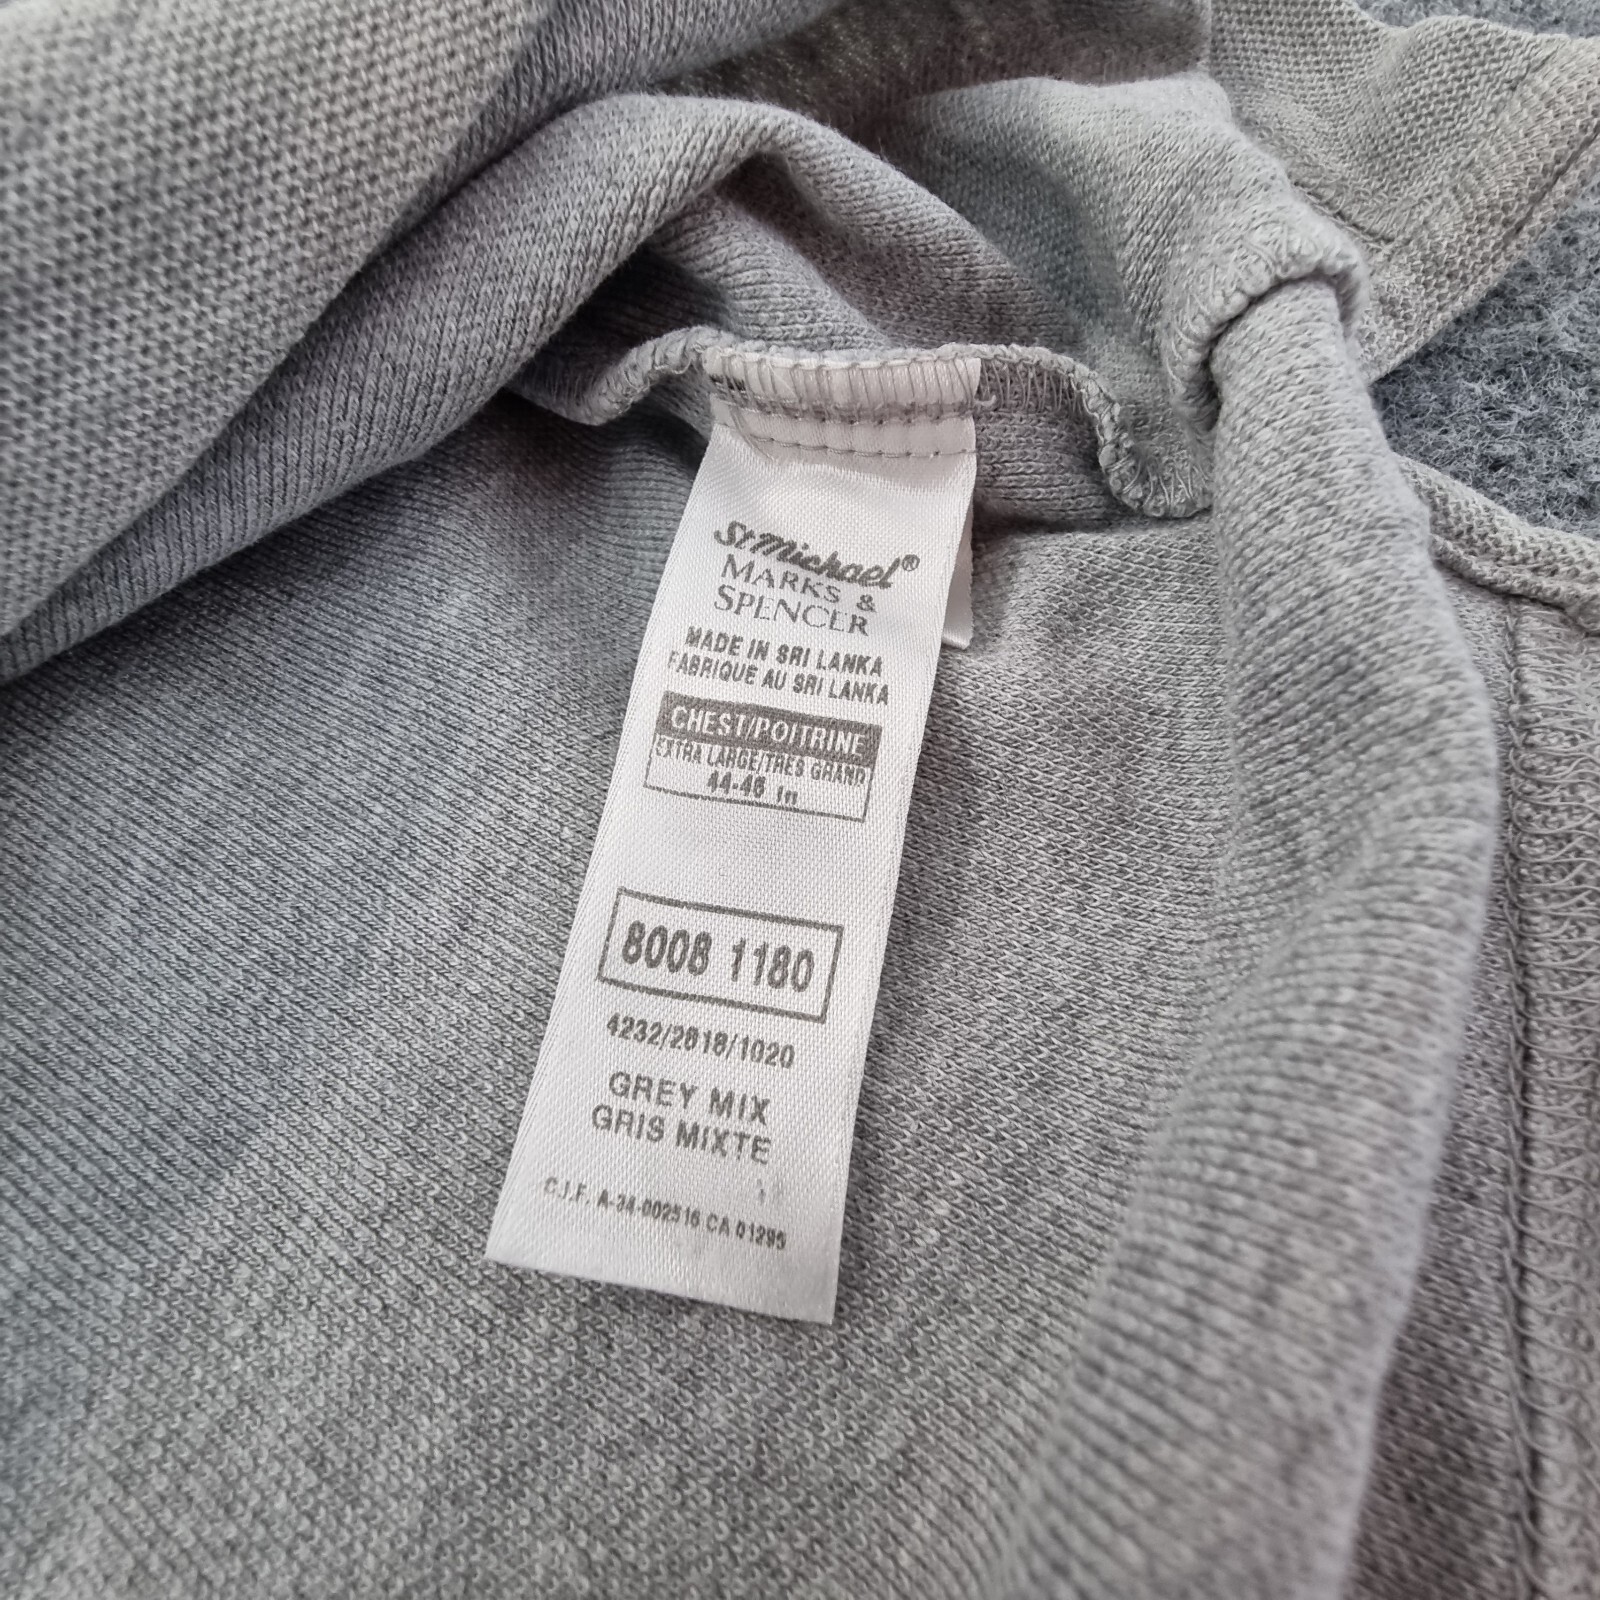 St Michael®
MARKS &
SPENCER
MADE IN SRI LANKA
FABRIQUE AU SRI LANKA
CHEST/POITRINE
EXTRA LARGE/TRES GRAND
44-46 in
8008 1180
4232/2818/1020
GREY MIX
GRIS MIXTE
C.I.F. A-34-002516 CA 01295